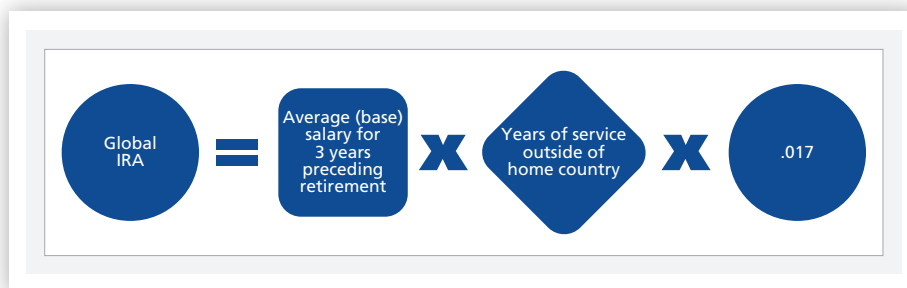 Global
IRA
=
Average (base)
salary for
3 years
preceding
retirement
x
Years of service
outside of
home country
x
.017